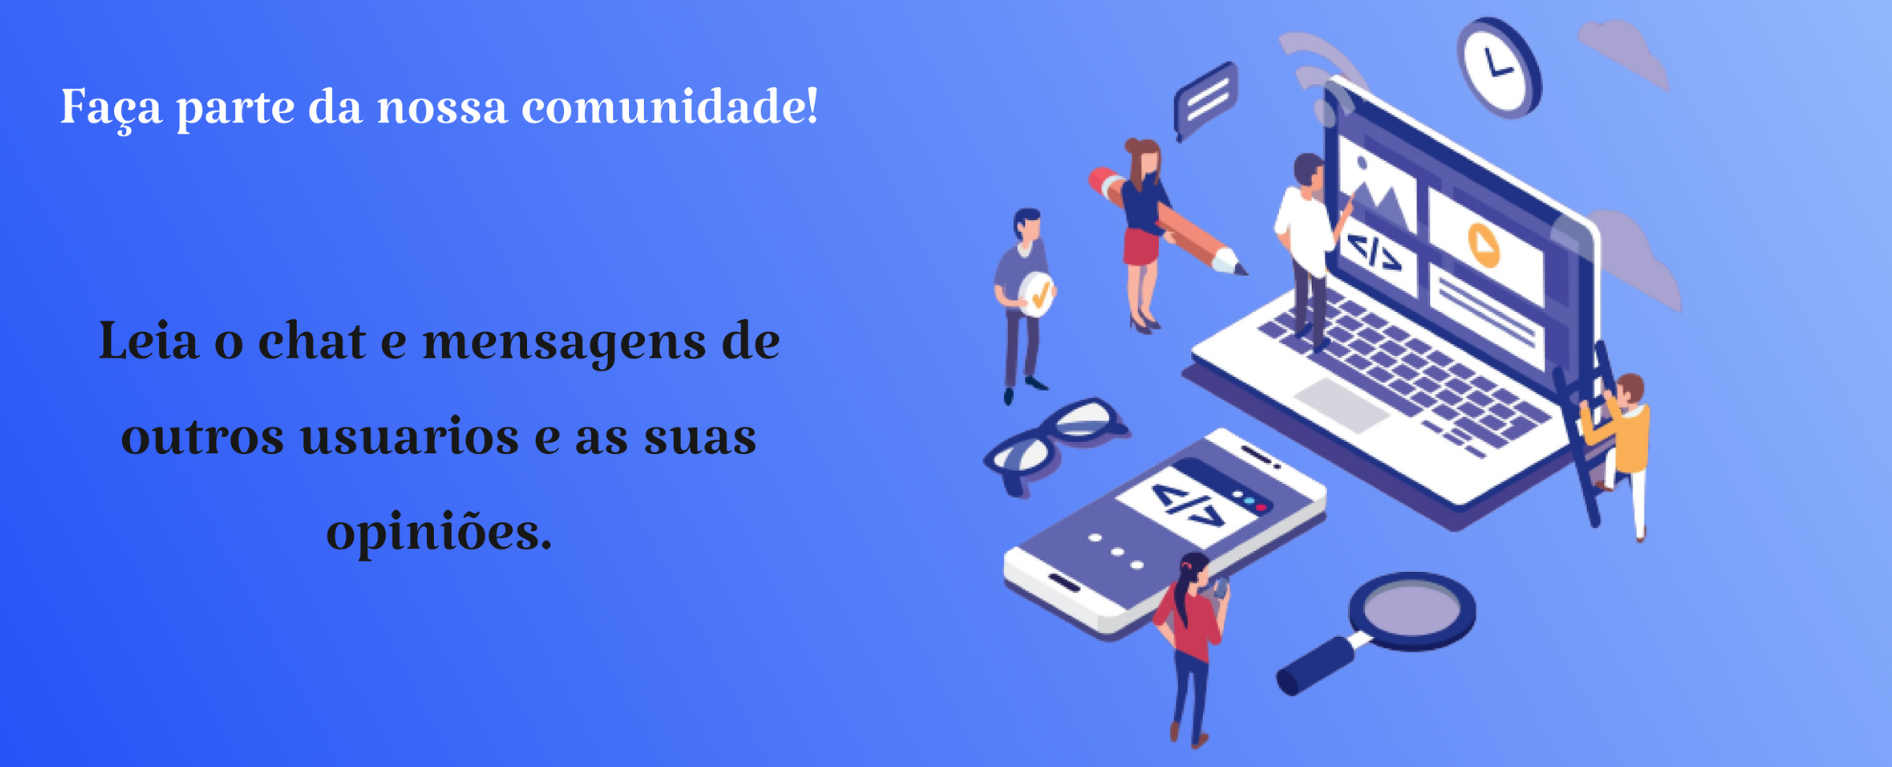 Faça parte da nossa comunidade!
Leia o chat e mensagens de
outros usuarios e as suas
opiniões.
</>
</>